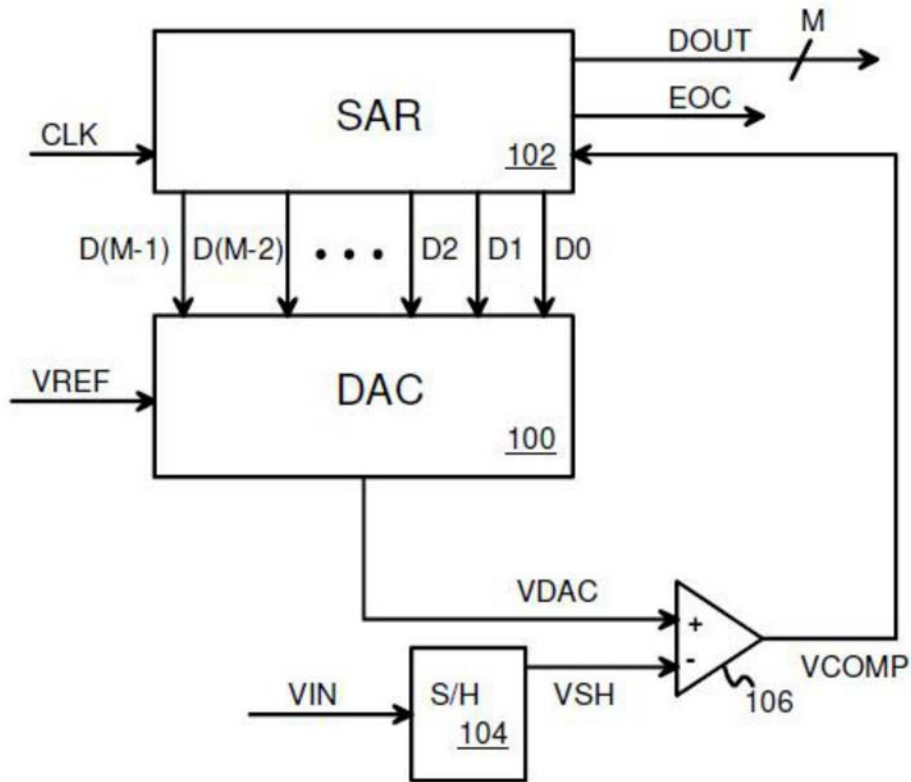 M
DOUT
SAR
EOC
CLK
102
D(M-1) D(M-2) • • • D2 D1 D0
VREF
DAC
100
VDAC
+
-
VCOMP
VIN
S/H
VSH
106
104